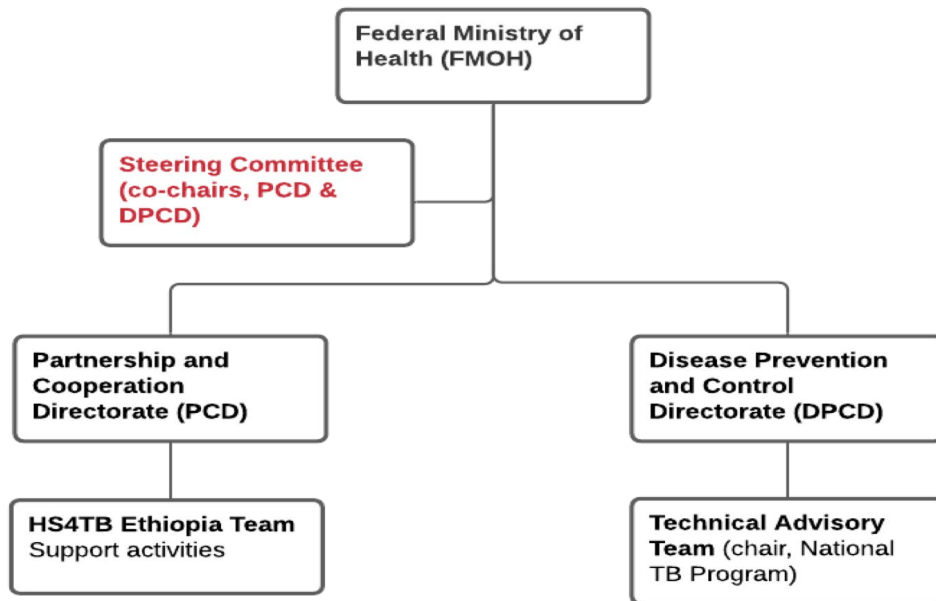 Federal Ministry of
Health (FMOH)
Steering Committee
(co-chairs, PCD &
DPCD)
Partnership and
Cooperation
Directorate (PCD)
Disease Prevention
and Control
Directorate (DPCD)
HS4TB Ethiopia Team
Support activities
Technical Advisory
Team (chair, National
TB Program)